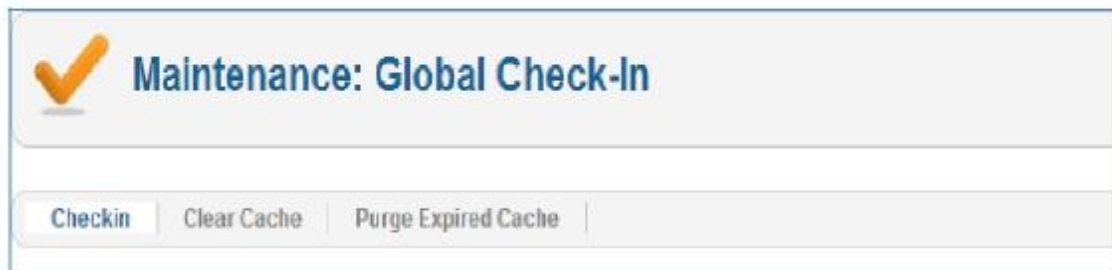 Maintenance: Global Check-In
Checkin Clear Cache Purge Expired Cache